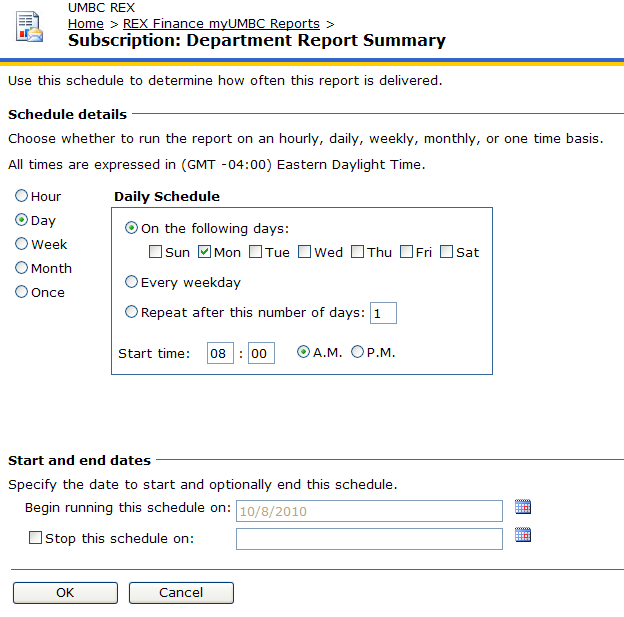 UMBC REX
Home > REX Finance myUMBC Reports >
Subscription: Department Report Summary
Use this schedule to determine how often this report is delivered.
Schedule details
Choose whether to run the report on an hourly, daily, weekly, monthly, or one time basis.
All times are expressed in (GMT -04:00) Eastern Daylight Time.
Hour
Day
Week
Month
Once
Daily Schedule
On the following days:
Sun Mon Tue Wed Thu Fri Sat
Every weekday
Repeat after this number of days: 1
Start time: 08 : 00 A.M. P.M.
Start and end dates
Specify the date to start and optionally end this schedule.
Begin running this schedule on: 10/8/2010
Stop this schedule on:
OK Cancel